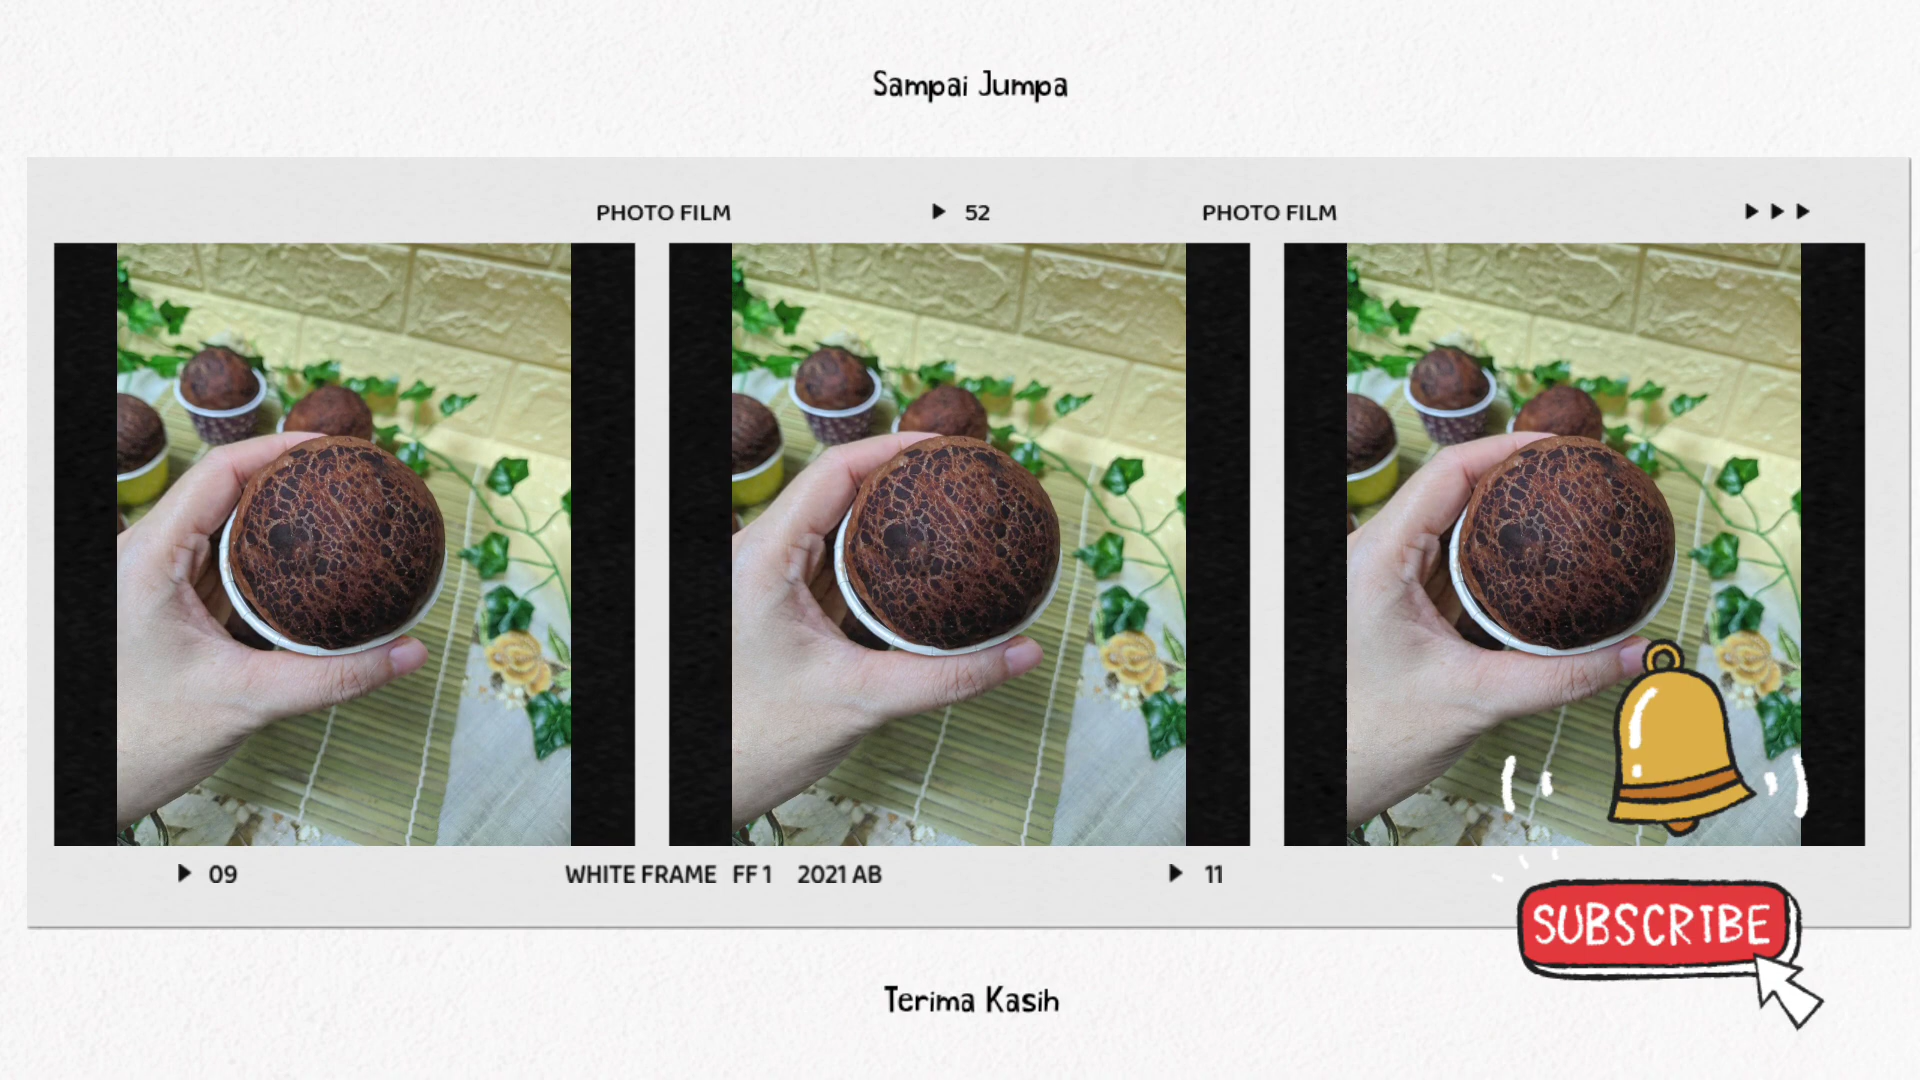 Sampai Jumpa
PHOTO FILM ▶ 52 PHOTO FILM ▶ ▶ ▶
▶ 09 WHITE FRAME FF 1 2021 AB ▶ 11
SUBSCRIBE
Terima Kasih